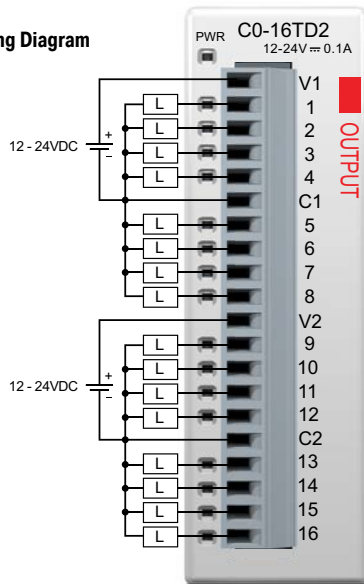 ng Diagram
PWR
C0-16TD2
12-24V⎓0.1A
OUTPUT
V1
L 1
L 2
L 3
L 4
12 - 24VDC
+
–
C1
L 5
L 6
L 7
L 8
V2
L 9
L 10
L 11
L 12
12 - 24VDC
+
–
C2
L 13
L 14
L 15
L 16